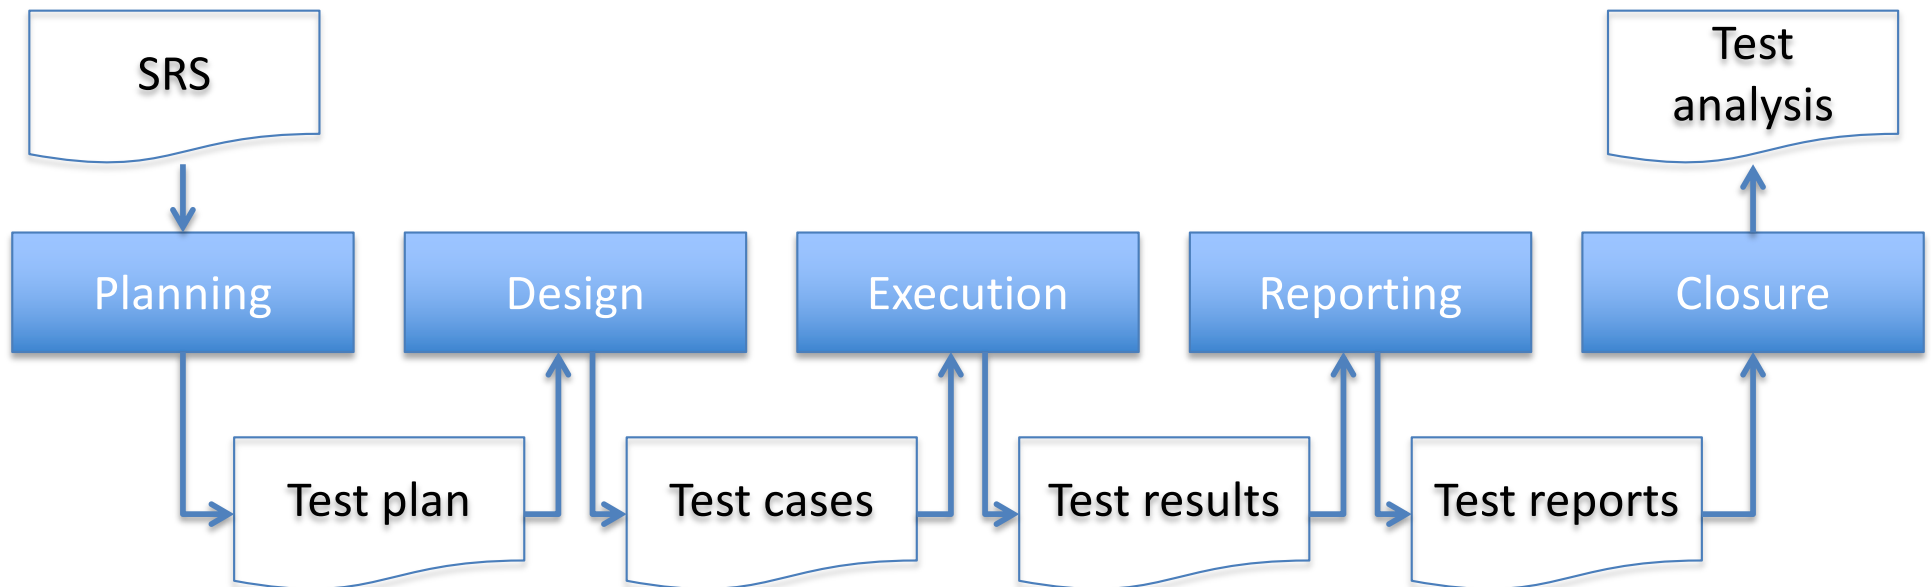 SRS
Test
analysis
Planning
Design
Execution
Reporting
Closure
Test plan
Test cases
Test results
Test reports